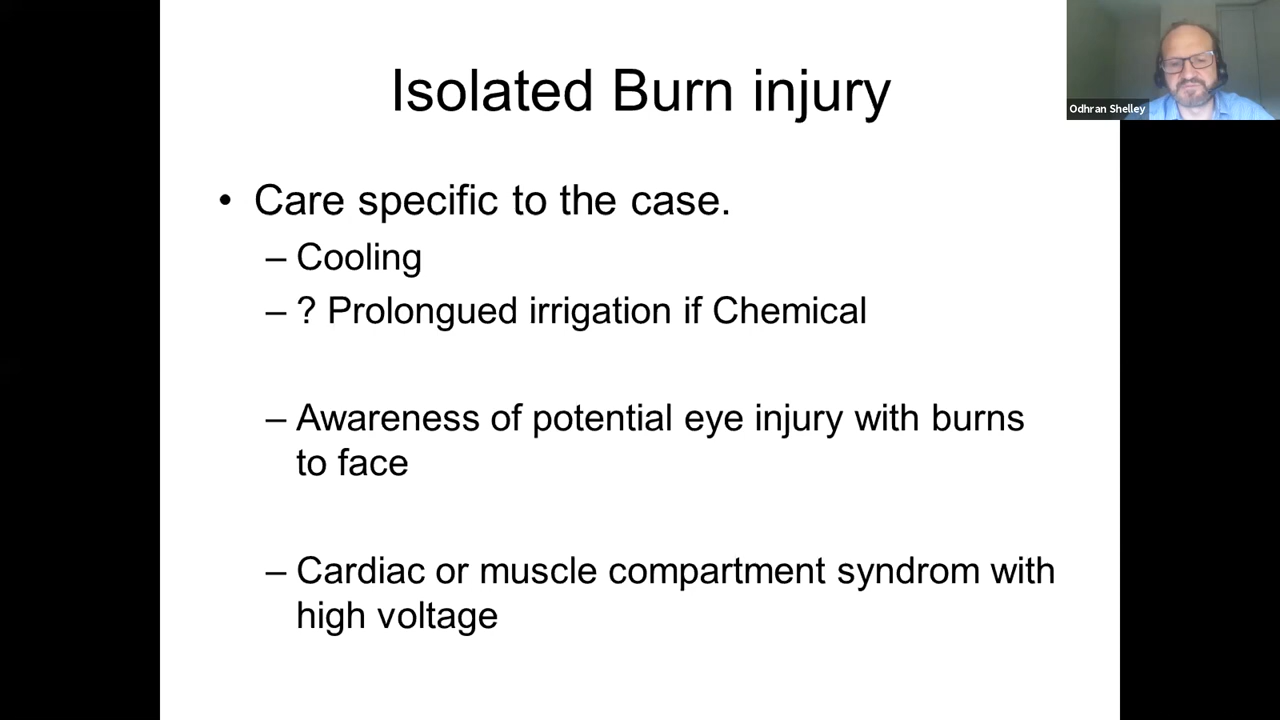 Isolated Burn injury
Odhran Shelley
• Care specific to the case.
– Cooling
– ? Prolongued irrigation if Chemical
– Awareness of potential eye injury with burns
to face
– Cardiac or muscle compartment syndrom with
high voltage